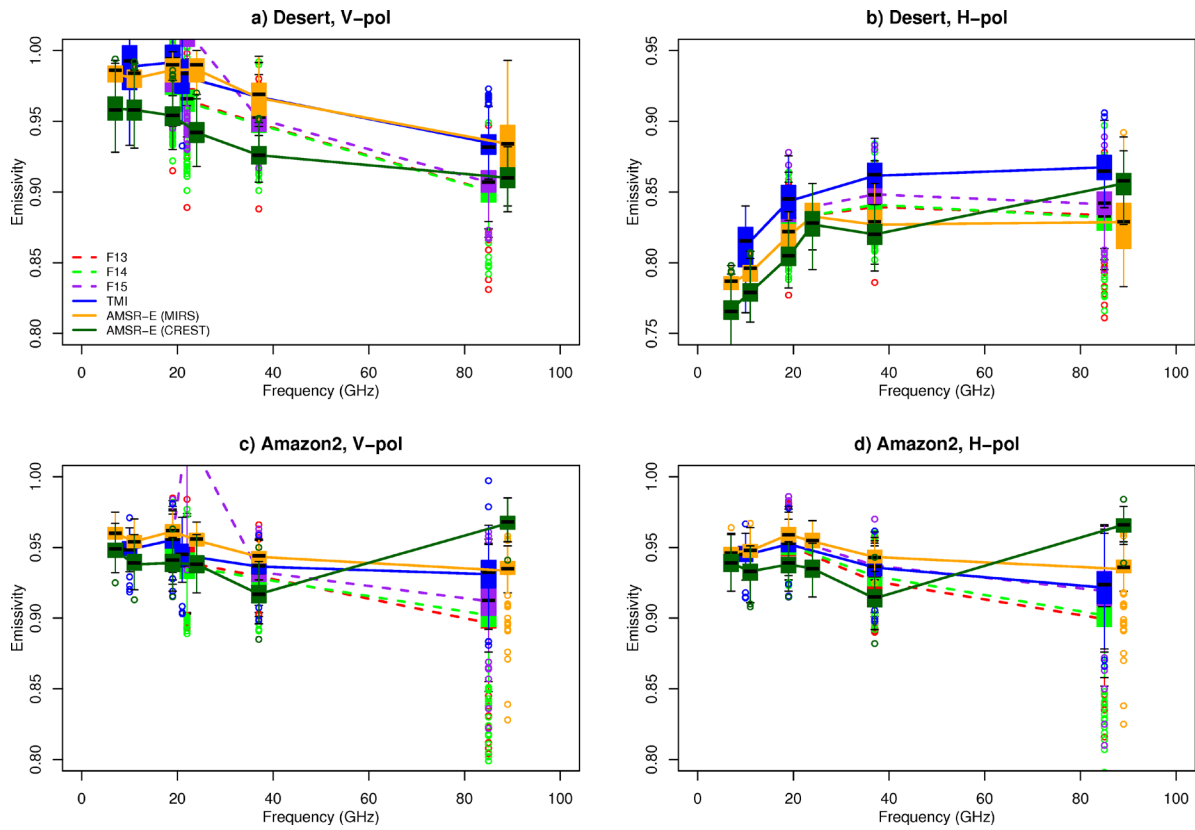 a) Desert, V−pol
Emissivity
1.00
0.95
0.90
0.85
0.80
F13
F14
F15
TMI
AMSR−E (MIRS)
AMSR−E (CREST)
0 20 40 60 80 100
Frequency (GHz)
b) Desert, H−pol
Emissivity
0.95
0.90
0.85
0.80
0.75
0 20 40 60 80 100
Frequency (GHz)
c) Amazon2, V−pol
Emissivity
1.00
0.95
0.90
0.85
0.80
0 20 40 60 80 100
Frequency (GHz)
d) Amazon2, H−pol
Emissivity
1.00
0.95
0.90
0.85
0.80
0 20 40 60 80 100
Frequency (GHz)